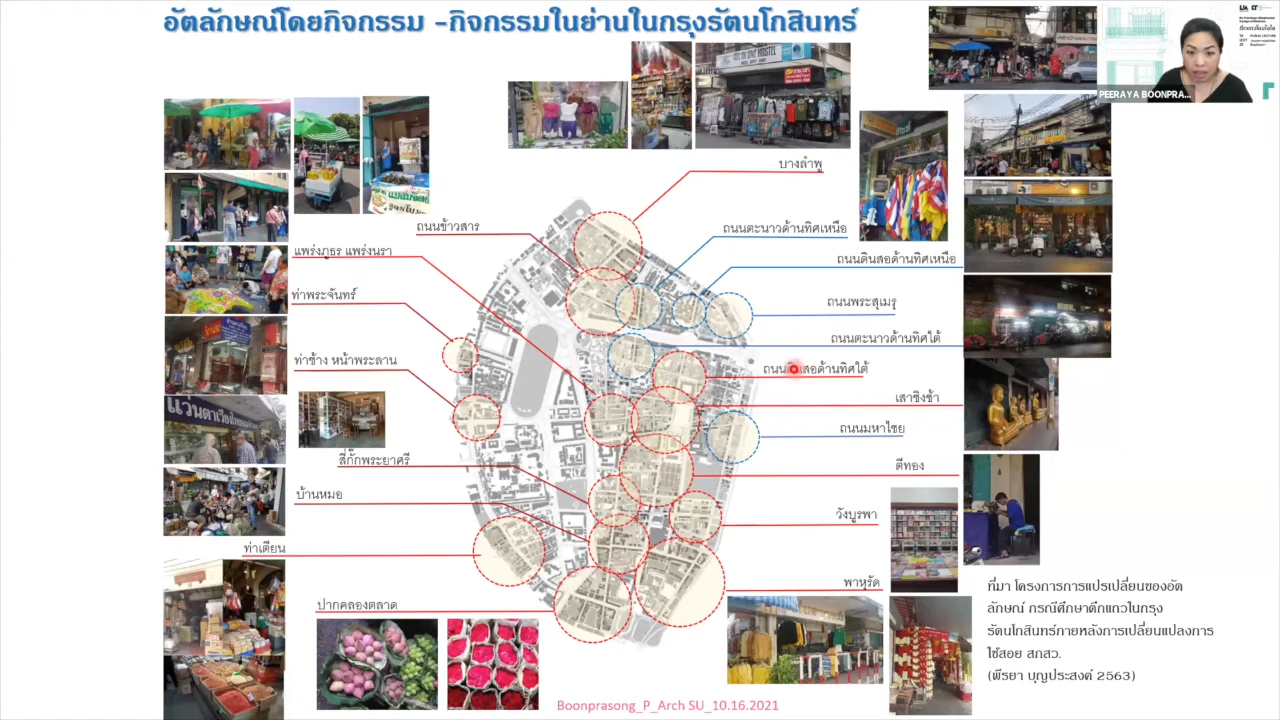 อัตลักษณ์โดยกิจกรรม -กิจกรรมในย่านในกรุงรัตนโกสินทร์
PEERAYA BOONPRA...
บางลำพู
ถนนข้าวสาร
ถนนตะนาวด้านทิศเหนือ
แพร่งภูธร แพร่งนรา
ถนนดินสอด้านทิศเหนือ
ท่าพระจันทร์
ถนนพระสุเมรุ
ถนนตะนาวด้านทิศใต้
ท่าช้าง หน้าพระลาน
ถนน สอด้านทิศใต้
เสาชิงช้า
ถนนมหาไชย
สี่กั๊กพระยาศรี
ตีทอง
บ้านหมอ
วังบูรพา
ท่าเตียน
พาหุรัด
ปากคลองตลาด
ที่มา โครงการการแปรเปลี่ยนของอัต
ลักษณ์ กรณีศึกษาตึกแถวในกรุง
รัตนโกสินทร์ภายหลังการเปลี่ยนแปลงการ
ใช้สอย สกสว.
(พีรยา บุญประสงค์ 2563)
Boonprasong_P_Arch SU_10.16.2021